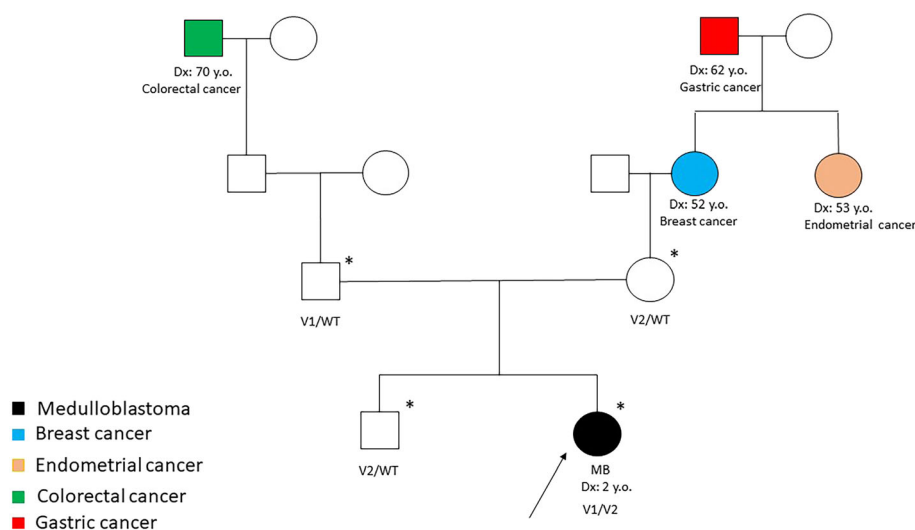 Dx: 70 y.o.
Colorectal cancer
Dx: 62 y.o.
Gastric cancer
Dx: 52 y.o.
Breast cancer
Dx: 53 y.o.
Endometrial cancer
*
*
V1/WT
V2/WT
*
*
V2/WT
MB
Dx: 2 y.o.
V1/V2
Medulloblastoma
Breast cancer
Endometrial cancer
Colorectal cancer
Gastric cancer